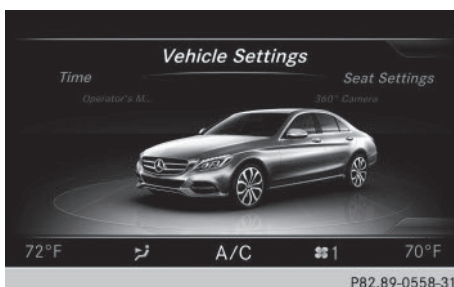 Vehicle Settings
Time Seat Settings
Operator's M... 360° Camera
72°F A/C 1 70°F
P82.89-0558-31